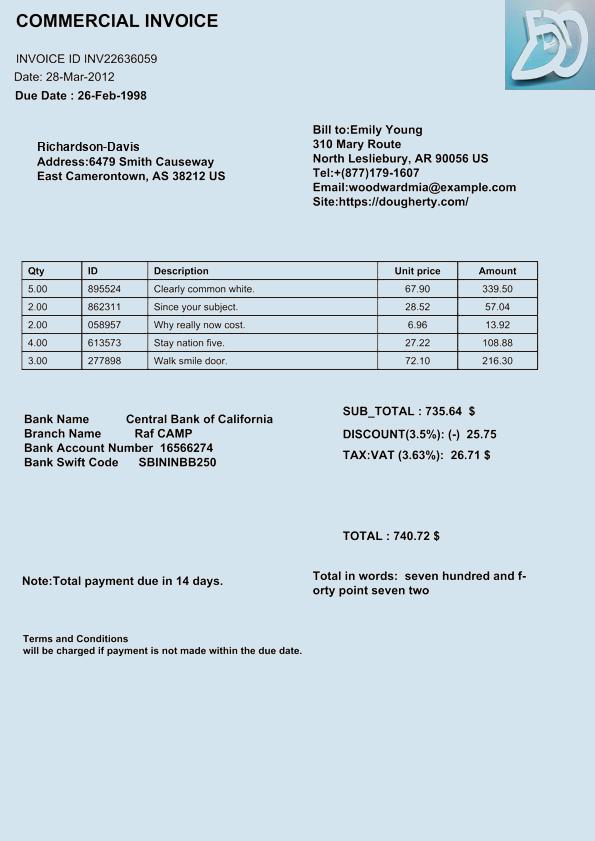 COMMERCIAL INVOICE
INVOICE ID INV22636059
Date: 28-Mar-2012
Due Date : 26-Feb-1998
Richardson-Davis
Address:6479 Smith Causeway
East Camerontown, AS 38212 US
Bill to:Emily Young
310 Mary Route
North Lesliebury, AR 90056 US
Tel:+(877)179-1607
Email:woodwardmia@example.com
Site:https://dougherty.com/
Qty ID Description Unit price Amount
5.00 895524 Clearly common white. 67.90 339.50
2.00 862311 Since your subject. 28.52 57.04
2.00 058957 Why really now cost. 6.96 13.92
4.00 613573 Stay nation five. 27.22 108.88
3.00 277898 Walk smile door. 72.10 216.30
Bank Name Central Bank of California
Branch Name Raf CAMP
Bank Account Number 16566274
Bank Swift Code SBININBB250
SUB_TOTAL : 735.64 $
DISCOUNT(3.5%): (-) 25.75
TAX:VAT (3.63%): 26.71 $
TOTAL : 740.72 $
Note:Total payment due in 14 days.
Total in words: seven hundred and f-
orty point seven two
Terms and Conditions
will be charged if payment is not made within the due date.